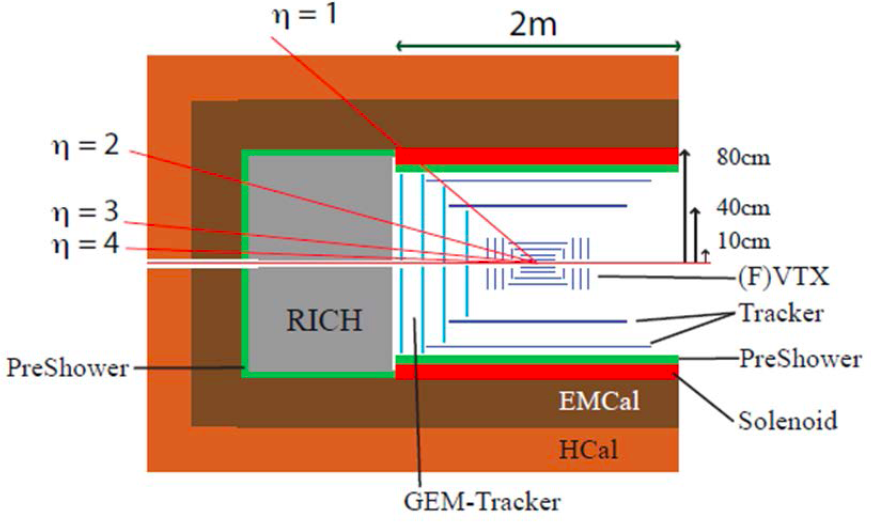 η = 1
2m
η = 2
80cm
η = 3
40cm
η = 4
10cm
(F)VTX
RICH
Tracker
PreShower
PreShower
EMCal
Solenoid
HCal
GEM-Tracker